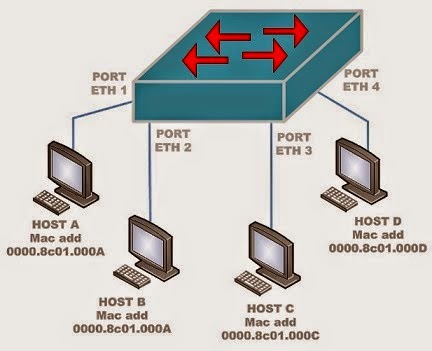 PORT
ETH 1
PORT
ETH 4
PORT
ETH 2
PORT
ETH 3
HOST A
Mac add
0000.8c01.000A
HOST D
Mac add
0000.8c01.000D
HOST B
Mac add
0000.8c01.000A
HOST C
Mac add
0000.8c01.000C